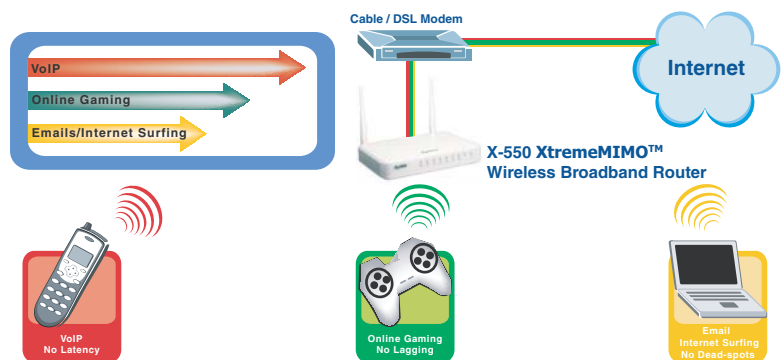 Cable / DSL Modem
VoIP
Online Gaming
Emails/Internet Surfing
Internet
X-550 XtremeMIMO™
Wireless Broadband Router
VoIP
No Latency
Online Gaming
No Lagging
Email
Internet Surfing
No Dead-spots